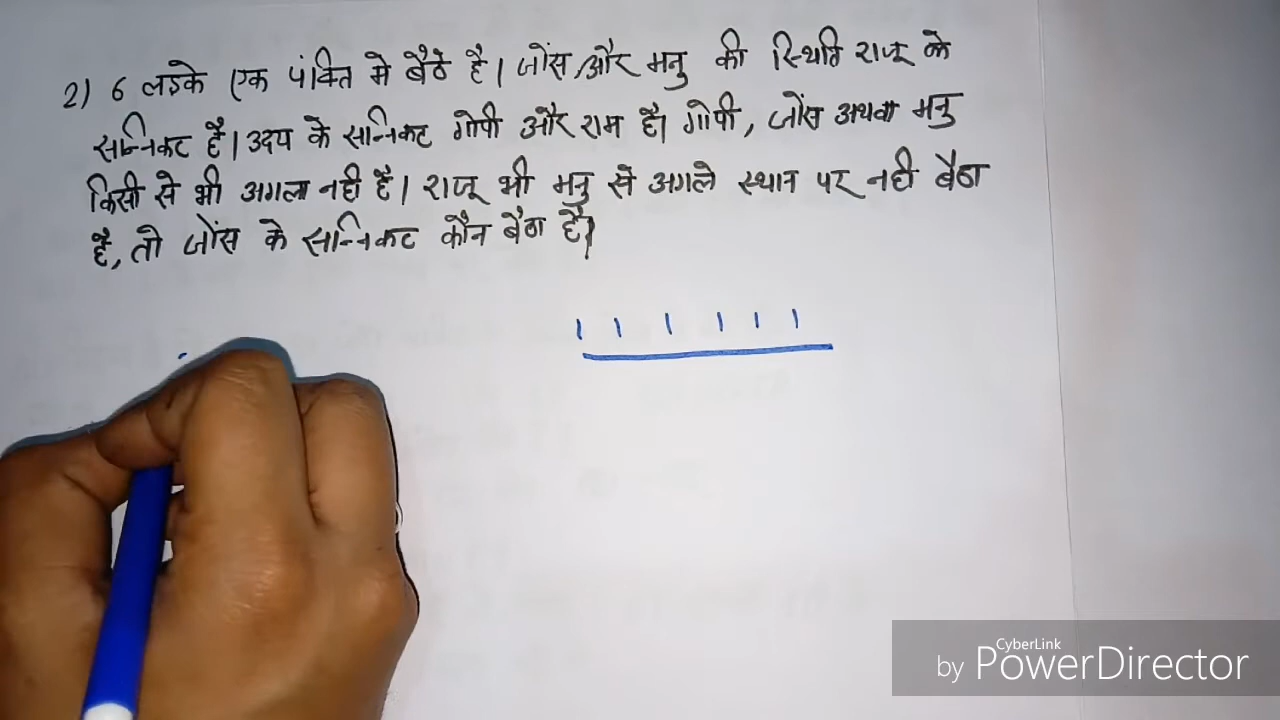 2) 6 लड़के एक पंक्ति मे बैठे है। जोंस, और मनु की स्थिति राजू के
सन्निकट है। उदय के सन्निकट गोपी और राम है। गोपी, जोंस अथवा मनु
किसी से भी अगला नही है। राजू भी मनु से अगले स्थान पर नही बैठा
है, तो जोंस के सन्निकट कौन बैठा है।
CyberLink
by PowerDirector